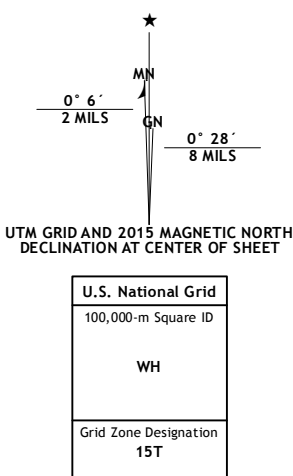 ★
MN
0° 6´
2 MILS
GN
0° 28´
8 MILS
UTM GRID AND 2015 MAGNETIC NORTH
DECLINATION AT CENTER OF SHEET
U.S. National Grid
100,000-m Square ID
WH
Grid Zone Designation
15T